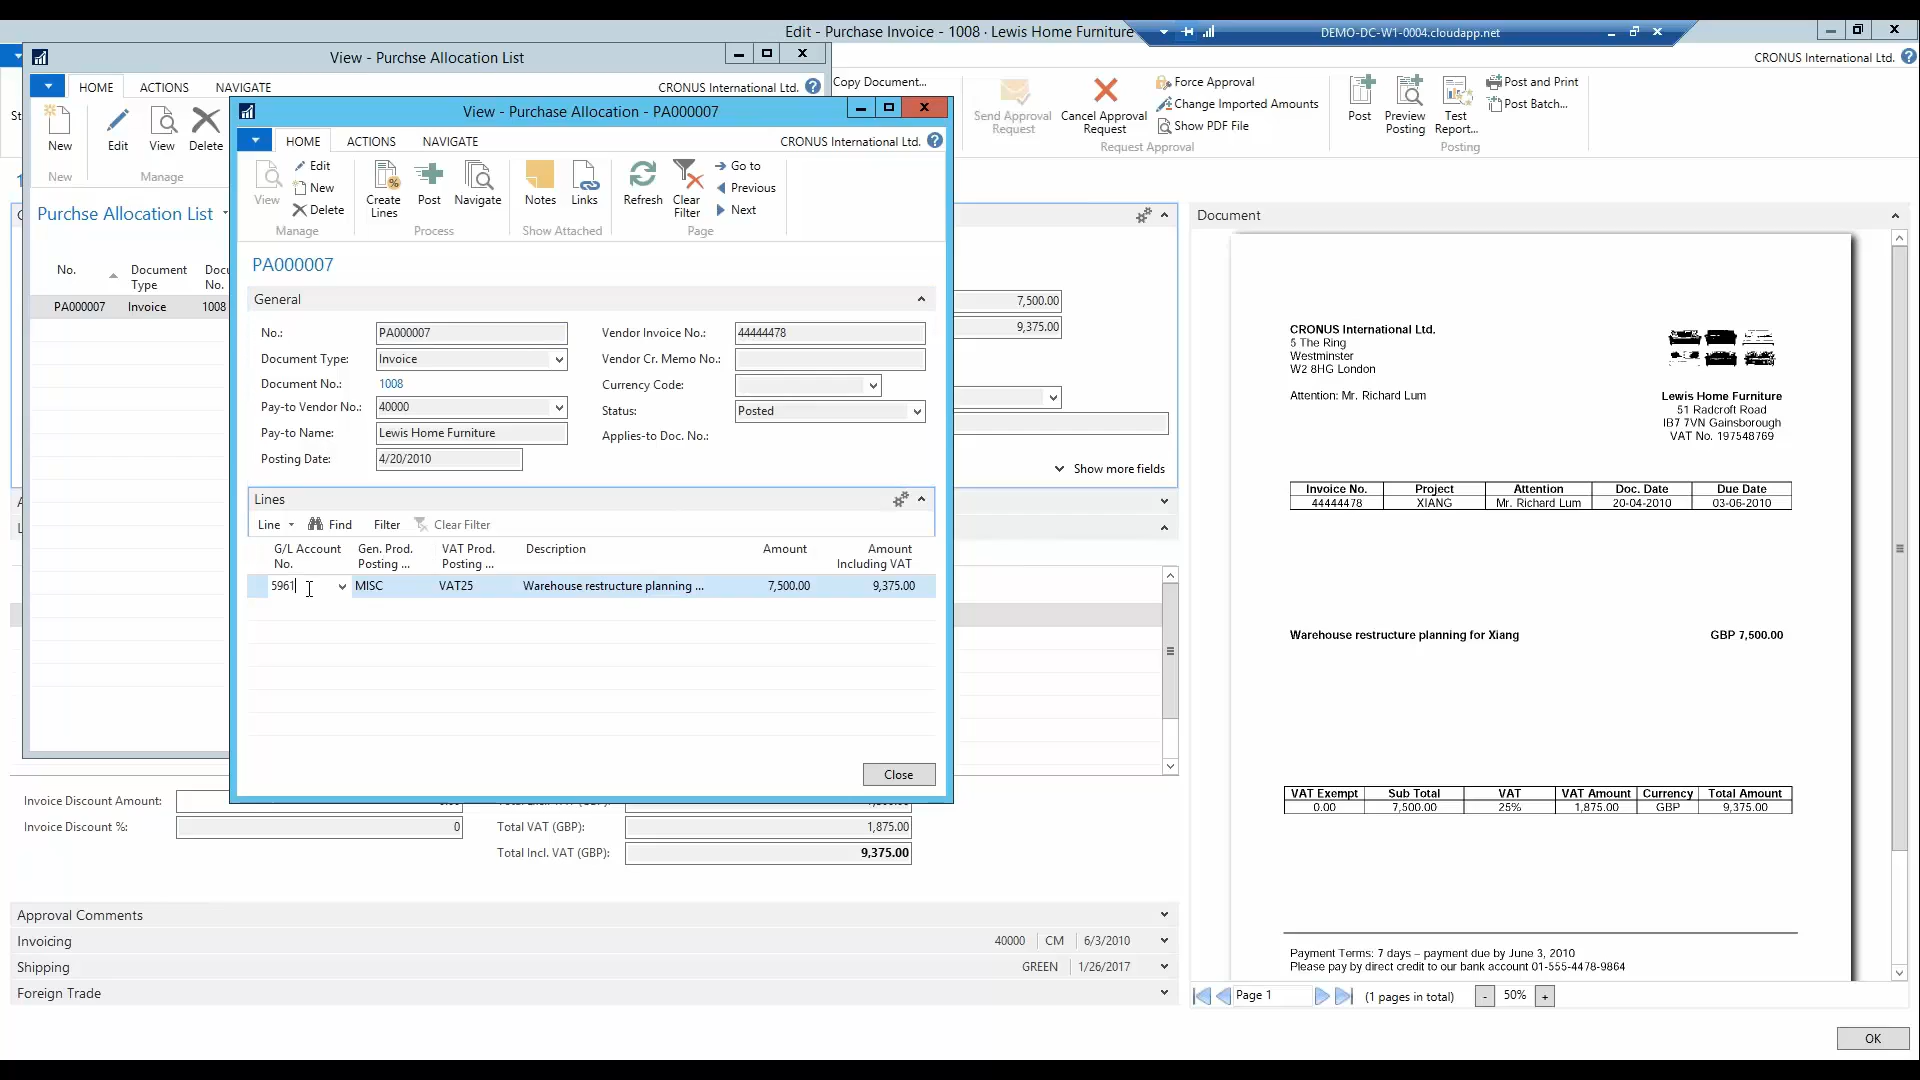 Edit - Purchase Invoice - 1008 · Lewis Home Furniture
DEMO-DC-W1-0004.cloudapp.net
CRONUS International Ltd.
View - Purchse Allocation List
HOME
ACTIONS
NAVIGATE
CRONUS International Ltd.
New
Edit
View
Delete
New
Manage
Purchse Allocation List
No.
Document Type
PA000007
Invoice
1008
Copy Document...
Send Approval Request
Cancel Approval Request
Force Approval
Change Imported Amounts
Show PDF File
Request Approval
Post
Preview Posting
Test Report...
Post and Print
Post Batch...
Posting
View - Purchase Allocation - PA000007
HOME
ACTIONS
NAVIGATE
CRONUS International Ltd.
View
Edit
New
Delete
Manage
Create Lines
Post
Navigate
Process
Notes
Links
Show Attached
Refresh
Clear Filter
Go to
Previous
Next
Page
PA000007
General
No.: PA000007
Document Type: Invoice
Document No.: 1008
Pay-to Vendor No.: 40000
Pay-to Name: Lewis Home Furniture
Posting Date: 4/20/2010
Vendor Invoice No.: 44444478
Vendor Cr. Memo No.:
Currency Code:
Status: Posted
Applies-to Doc. No.:
Lines
Line
Find
Filter
Clear Filter
G/L Account No.
Gen. Prod. Posting ...
VAT Prod. Posting ...
Description
Amount
Amount Including VAT
5961 MISC VAT25 Warehouse restructure planning ... 7,500.00 9,375.00
Close
7,500.00
9,375.00
Show more fields
Invoice Discount Amount:
Invoice Discount %: 0
Total VAT (GBP): 1,875.00
Total Incl. VAT (GBP): 9,375.00
Approval Comments
Invoicing 40000 CM 6/3/2010
Shipping GREEN 1/26/2017
Foreign Trade
Document
CRONUS International Ltd.
5 The Ring
Westminster
W2 8HG London
Attention: Mr. Richard Lum
Lewis Home Furniture
51 Radcroft Road
IB7 7VN Gainsborough
VAT No. 197548769
Invoice No. Project Attention Doc. Date Due Date
44444478 XIANG Mr. Richard Lum 20-04-2010 03-06-2010
Warehouse restructure planning for Xiang GBP 7,500.00
VAT Exempt Sub Total VAT VAT Amount Currency Total Amount
0.00 7,500.00 25% 1,875.00 GBP 9,375.00
Payment Terms: 7 days – payment due by June 3, 2010
Please pay by direct credit to our bank account 01-555-4478-9864
Page 1
(1 pages in total)
- 50% +
OK